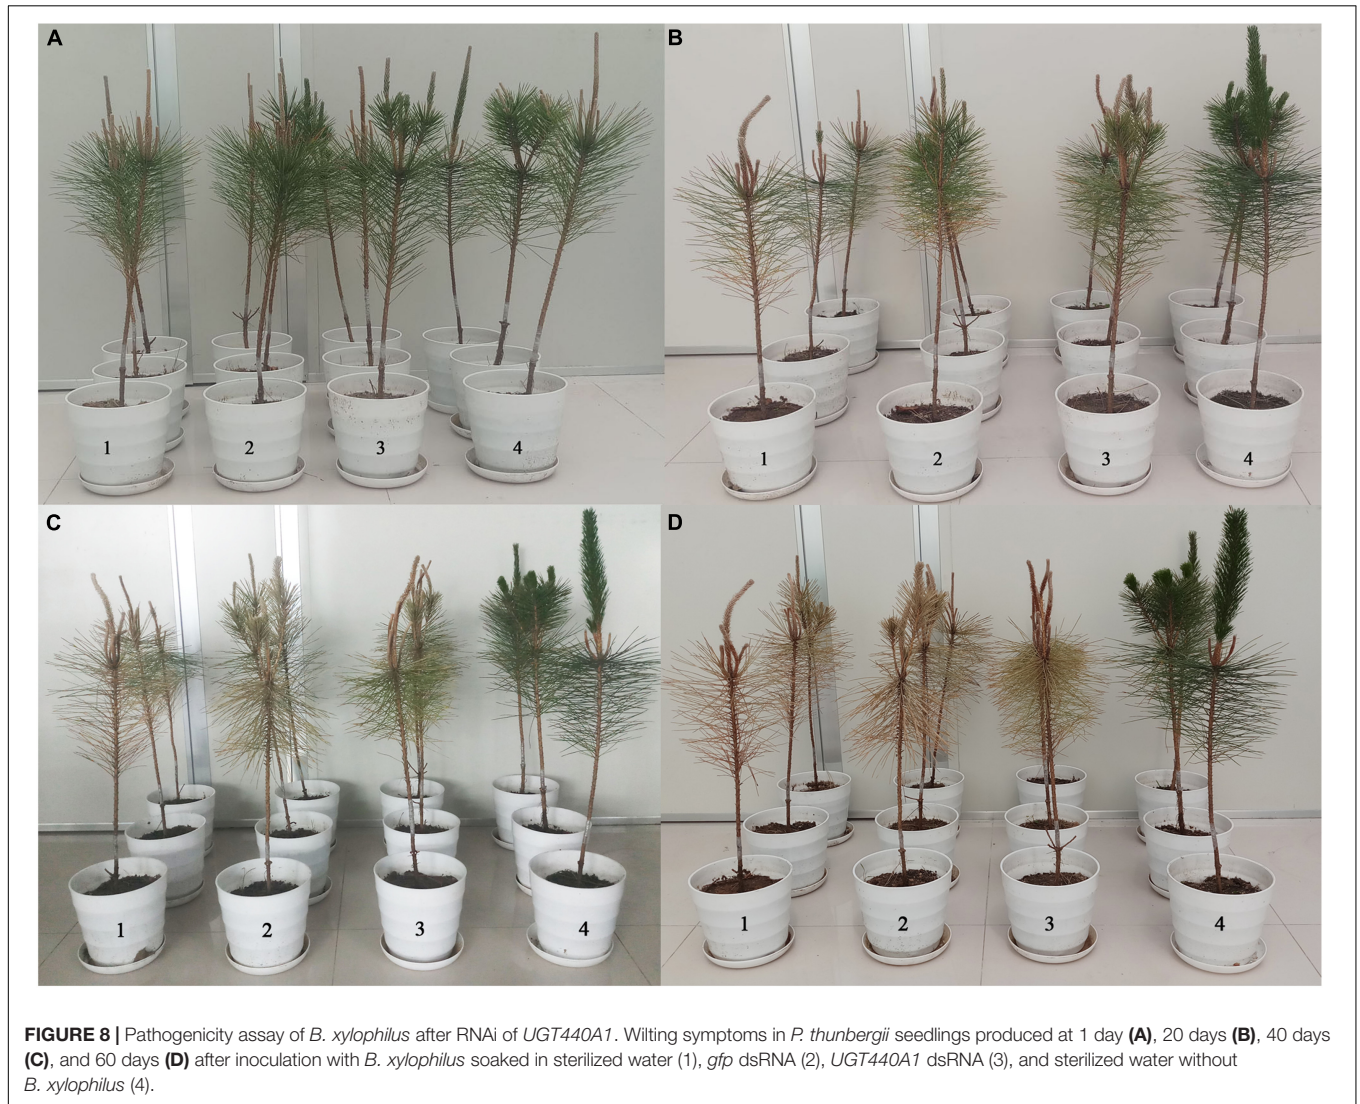 A
B
1
2
3
4
1
2
3
4
C
D
1
2
3
4
1
2
3
4
FIGURE 8 | Pathogenicity assay of B. xylophilus after RNAi of UGT440A1. Wilting symptoms in P. thunbergii seedlings produced at 1 day (A), 20 days (B), 40 days
(C), and 60 days (D) after inoculation with B. xylophilus soaked in sterilized water (1), gfp dsRNA (2), UGT440A1 dsRNA (3), and sterilized water without
B. xylophilus (4).